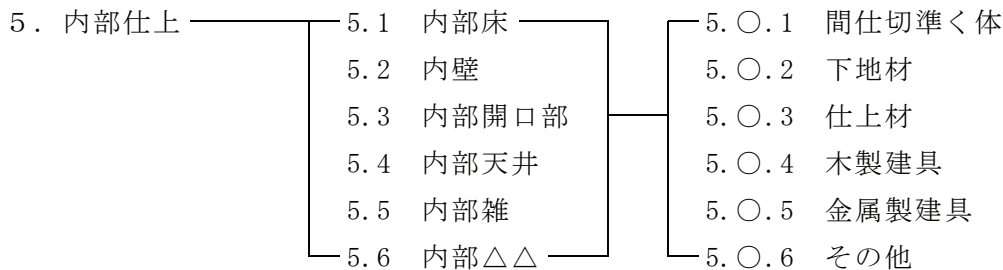 5. 内部仕上 5.1 内部床 5.○.1 間仕切準く体
5.2 内壁 5.○.2 下地材
5.3 内部開口部 5.○.3 仕上材
5.4 内部天井 5.○.4 木製建具
5.5 内部雑 5.○.5 金属製建具
5.6 内部△△ 5.○.6 その他